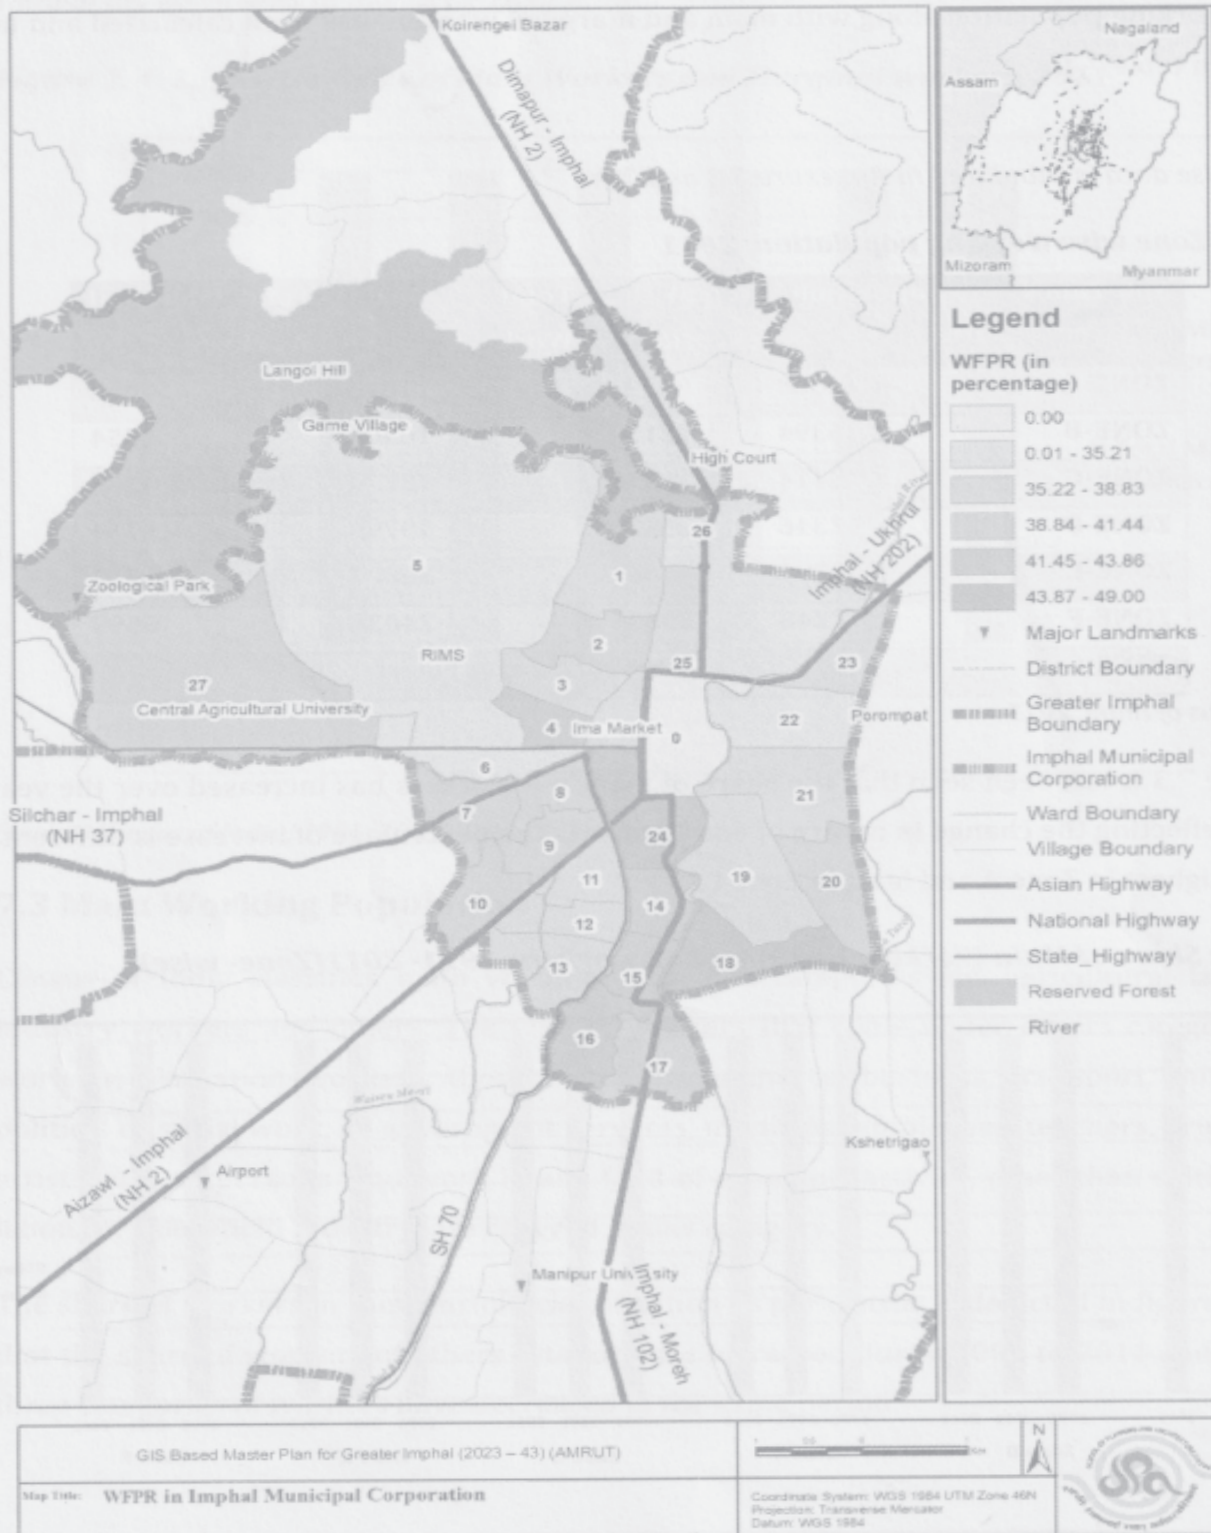 Koirengei Bazar
Dimapur - Imphal
(NH 2)
Langol Hill
Game Village
High Court
26
Imphal - Ukhrul
(NH 202)
5
1
Zoological Park
2
RIMS
25
23
27
3
Central Agricultural University
4
Ima Market
0
22
Porompat
6
8
7
21
Silchar - Imphal
(NH 37)
24
9
11
19
20
10
14
12
13
15
18
16
17
Kshetrigao
Aizawl - Imphal
(NH 2)
Airport
SH 70
Manipur University
Imphal - Moreh
(NH 102)
Nagaland
Assam
Mizoram
Myanmar
Legend
WFPR (in
percentage)
0.00
0.01 - 35.21
35.22 - 38.83
38.84 - 41.44
41.45 - 43.86
43.87 - 49.00
Major Landmarks
District Boundary
Greater Imphal
Boundary
Imphal Municipal
Corporation
Ward Boundary
Village Boundary
Asian Highway
National Highway
State_Highway
Reserved Forest
River
GIS Based Master Plan for Greater Imphal (2023 – 43) (AMRUT)
Map Title: WFPR in Imphal Municipal Corporation
N
Coordinate System: WGS 1984 UTM Zone 46N
Projection: Transverse Mercator
Datum: WGS 1984